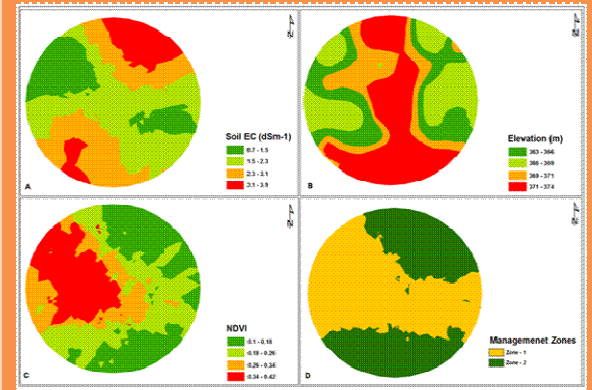 N
Soil EC (dSm-1)
0.7 - 1.5
1.5 - 2.3
2.3 - 3.1
3.1 - 3.9
A
N
Elevation (m)
363 - 366
366 - 369
369 - 371
371 - 374
B
N
NDVI
0.1 - 0.18
0.18 - 0.26
0.26 - 0.34
0.34 - 0.42
C
N
Managemenet Zones
Zone - 1
Zone - 2
D